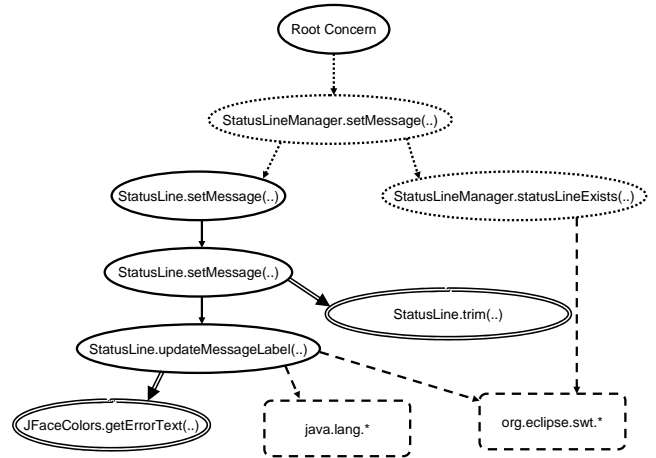 Root Concern
StatusLineManager.setMessage(..)
StatusLine.setMessage(..)
StatusLineManager.statusLineExists(..)
StatusLine.setMessage(..)
StatusLine.trim(..)
StatusLine.updateMessageLabel(..)
JFaceColors.getErrorText(..)
java.lang.*
org.eclipse.swt.*